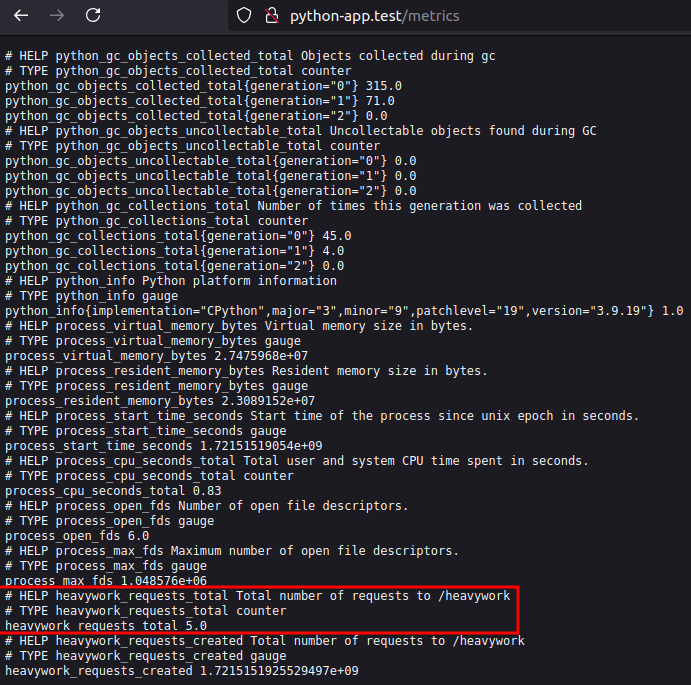 python-app.test/metrics
# HELP python_gc_objects_collected_total Objects collected during gc
# TYPE python_gc_objects_collected_total counter
python_gc_objects_collected_total{generation="0"} 315.0
python_gc_objects_collected_total{generation="1"} 71.0
python_gc_objects_collected_total{generation="2"} 0.0
# HELP python_gc_objects_uncollectable_total Uncollectable objects found during GC
# TYPE python_gc_objects_uncollectable_total counter
python_gc_objects_uncollectable_total{generation="0"} 0.0
python_gc_objects_uncollectable_total{generation="1"} 0.0
python_gc_objects_uncollectable_total{generation="2"} 0.0
# HELP python_gc_collections_total Number of times this generation was collected
# TYPE python_gc_collections_total counter
python_gc_collections_total{generation="0"} 45.0
python_gc_collections_total{generation="1"} 4.0
python_gc_collections_total{generation="2"} 0.0
# HELP python_info Python platform information
# TYPE python_info gauge
python_info{implementation="CPython",major="3",minor="9",patchlevel="19",version="3.9.19"} 1.0
# HELP process_virtual_memory_bytes Virtual memory size in bytes.
# TYPE process_virtual_memory_bytes gauge
process_virtual_memory_bytes 2.7475968e+07
# HELP process_resident_memory_bytes Resident memory size in bytes.
# TYPE process_resident_memory_bytes gauge
process_resident_memory_bytes 2.3089152e+07
# HELP process_start_time_seconds Start time of the process since unix epoch in seconds.
# TYPE process_start_time_seconds gauge
process_start_time_seconds 1.72151519054e+09
# HELP process_cpu_seconds_total Total user and system CPU time spent in seconds.
# TYPE process_cpu_seconds_total counter
process_cpu_seconds_total 0.83
# HELP process_open_fds Number of open file descriptors.
# TYPE process_open_fds gauge
process_open_fds 6.0
# HELP process_max_fds Maximum number of open file descriptors.
# TYPE process_max_fds gauge
process_max_fds 1.048576e+06
# HELP heavywork_requests_total Total number of requests to /heavywork
# TYPE heavywork_requests_total counter
heavywork_requests_total 5.0
# HELP heavywork_requests_created Total number of requests to /heavywork
# TYPE heavywork_requests_created gauge
heavywork_requests_created 1.7215151925529497e+09